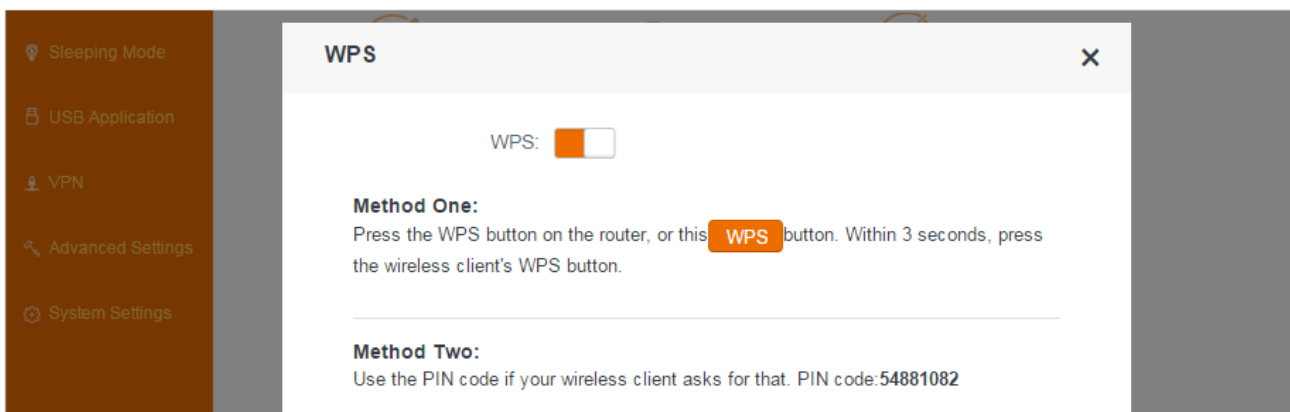 Sleeping Mode
USB Application
VPN
Advanced Settings
System Settings
WPS
WPS:
Method One:
Press the WPS button on the router, or this WPS button. Within 3 seconds, press
the wireless client's WPS button.
Method Two:
Use the PIN code if your wireless client asks for that. PIN code:54881082